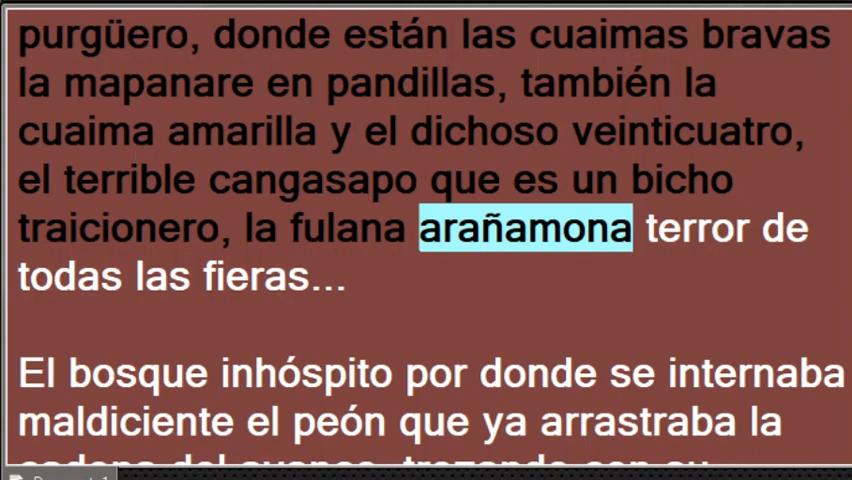 purgüero, donde están las cuaimas bravas
la mapanare en pandillas, también la
cuaima amarilla y el dichoso veinticuatro,
el terrible cangasapo que es un bicho
traicionero, la fulana arañamona terror de
todas las fieras...
El bosque inhóspito por donde se internaba
maldiciente el peón que ya arrastraba la